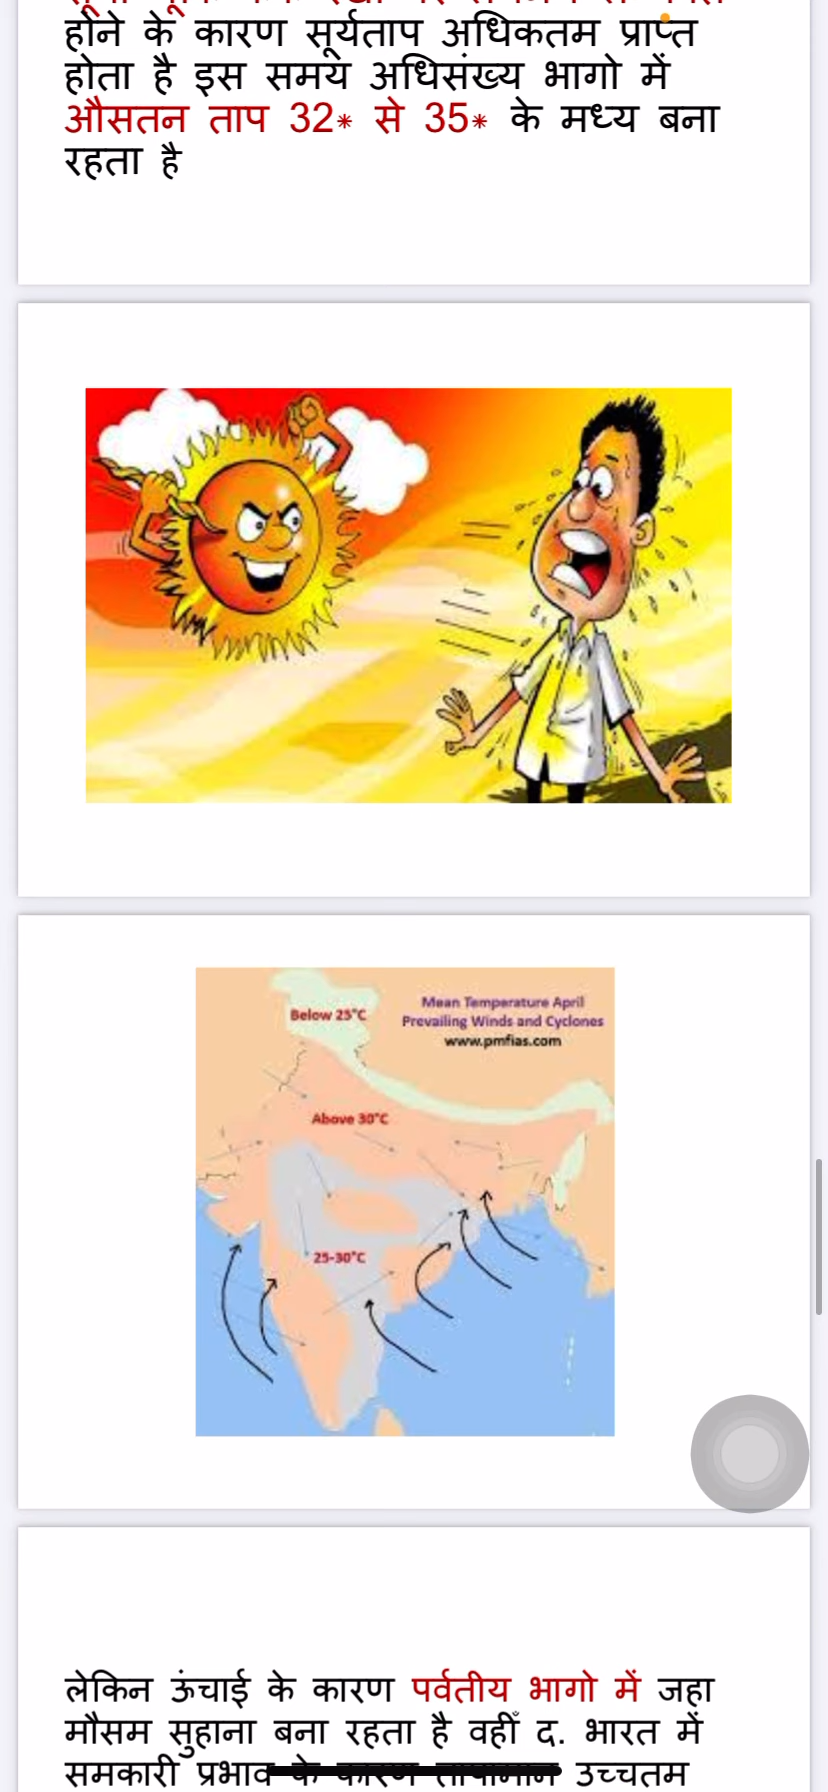 होने के कारण सूर्यताप अधिकतम प्राप्त
होता है इस समय अधिसंख्य भागो में
औसतन ताप 32* से 35* के मध्य बना
रहता है
Mean Temperature April
Prevailing Winds and Cyclones
www.pmfias.com
Below 25°C
Above 30°C
25-30°C
लेकिन ऊंचाई के कारण पर्वतीय भागो में जहा
मौसम सुहाना बना रहता है वहीँ द. भारत में
समकारी प्रभाव के कारण तापामान उच्चतम